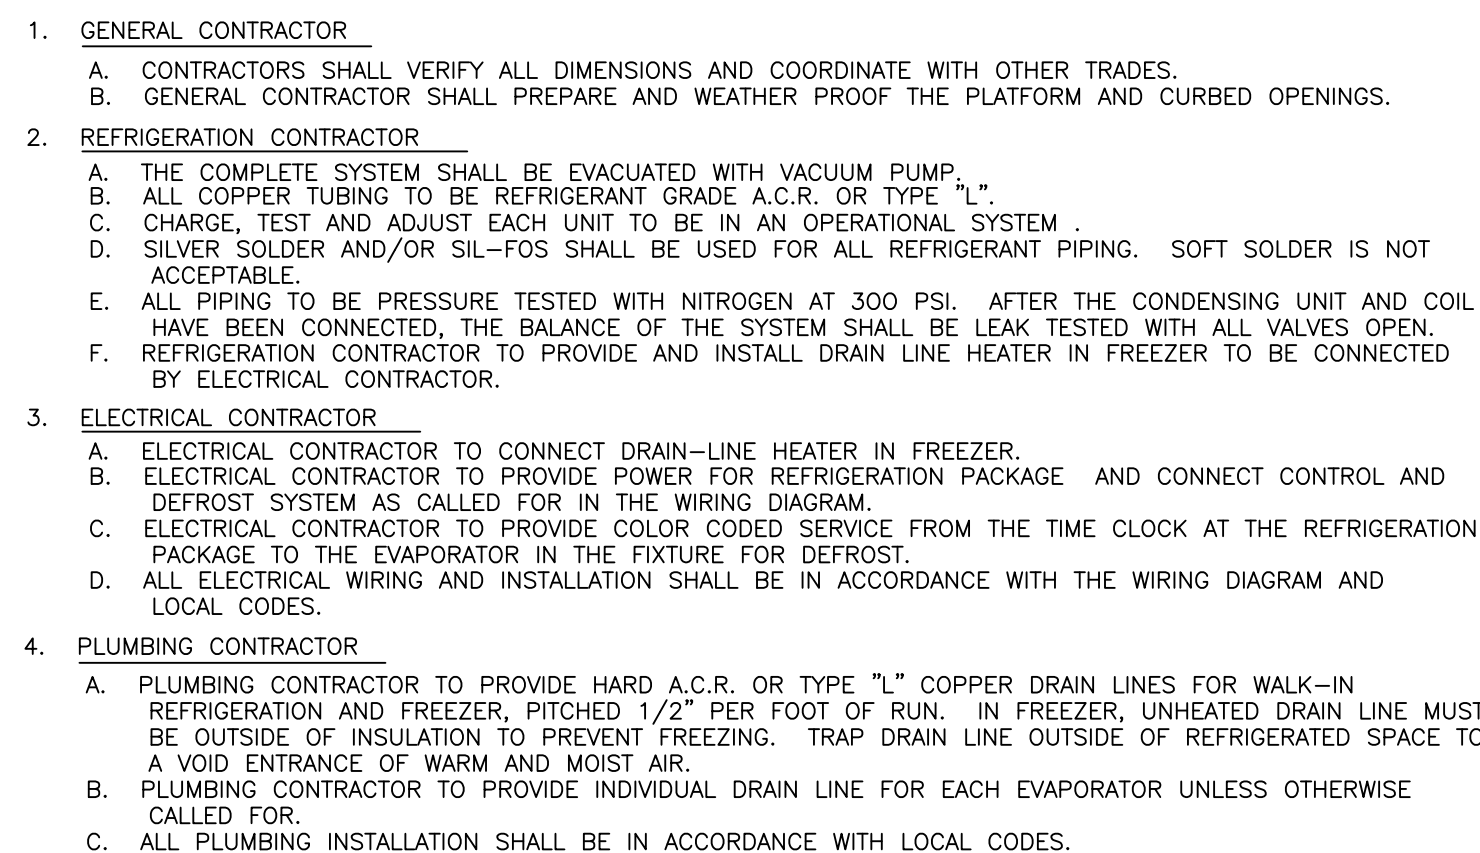 1. GENERAL CONTRACTOR
A. CONTRACTORS SHALL VERIFY ALL DIMENSIONS AND COORDINATE WITH OTHER TRADES.
B. GENERAL CONTRACTOR SHALL PREPARE AND WEATHER PROOF THE PLATFORM AND CURBED OPENINGS.
2. REFRIGERATION CONTRACTOR
A. THE COMPLETE SYSTEM SHALL BE EVACUATED WITH VACUUM PUMP.
B. ALL COPPER TUBING TO BE REFRIGERANT GRADE A.C.R. OR TYPE "L".
C. CHARGE, TEST AND ADJUST EACH UNIT TO BE IN AN OPERATIONAL SYSTEM .
D. SILVER SOLDER AND/OR SIL-FOS SHALL BE USED FOR ALL REFRIGERANT PIPING. SOFT SOLDER IS NOT
ACCEPTABLE.
E. ALL PIPING TO BE PRESSURE TESTED WITH NITROGEN AT 300 PSI. AFTER THE CONDENSING UNIT AND COIL
HAVE BEEN CONNECTED, THE BALANCE OF THE SYSTEM SHALL BE LEAK TESTED WITH ALL VALVES OPEN.
F. REFRIGERATION CONTRACTOR TO PROVIDE AND INSTALL DRAIN LINE HEATER IN FREEZER TO BE CONNECTED
BY ELECTRICAL CONTRACTOR.
3. ELECTRICAL CONTRACTOR
A. ELECTRICAL CONTRACTOR TO CONNECT DRAIN-LINE HEATER IN FREEZER.
B. ELECTRICAL CONTRACTOR TO PROVIDE POWER FOR REFRIGERATION PACKAGE AND CONNECT CONTROL AND
DEFROST SYSTEM AS CALLED FOR IN THE WIRING DIAGRAM.
C. ELECTRICAL CONTRACTOR TO PROVIDE COLOR CODED SERVICE FROM THE TIME CLOCK AT THE REFRIGERATION
PACKAGE TO THE EVAPORATOR IN THE FIXTURE FOR DEFROST.
D. ALL ELECTRICAL WIRING AND INSTALLATION SHALL BE IN ACCORDANCE WITH THE WIRING DIAGRAM AND
LOCAL CODES.
4. PLUMBING CONTRACTOR
A. PLUMBING CONTRACTOR TO PROVIDE HARD A.C.R. OR TYPE "L" COPPER DRAIN LINES FOR WALK-IN
REFRIGERATION AND FREEZER, PITCHED 1/2" PER FOOT OF RUN. IN FREEZER, UNHEATED DRAIN LINE MUST
BE OUTSIDE OF INSULATION TO PREVENT FREEZING. TRAP DRAIN LINE OUTSIDE OF REFRIGERATED SPACE TO
A VOID ENTRANCE OF WARM AND MOIST AIR.
B. PLUMBING CONTRACTOR TO PROVIDE INDIVIDUAL DRAIN LINE FOR EACH EVAPORATOR UNLESS OTHERWISE
CALLED FOR.
C. ALL PLUMBING INSTALLATION SHALL BE IN ACCORDANCE WITH LOCAL CODES.